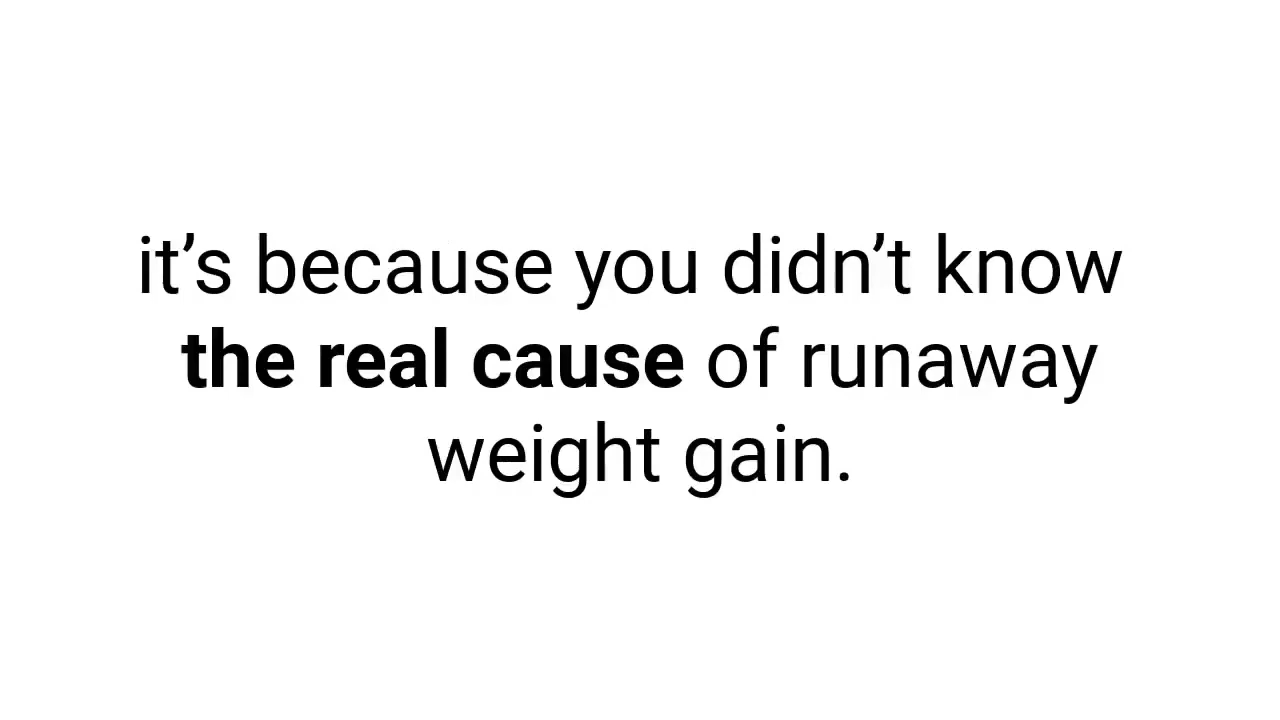 it’s because you didn’t know
the real cause of runaway
weight gain.